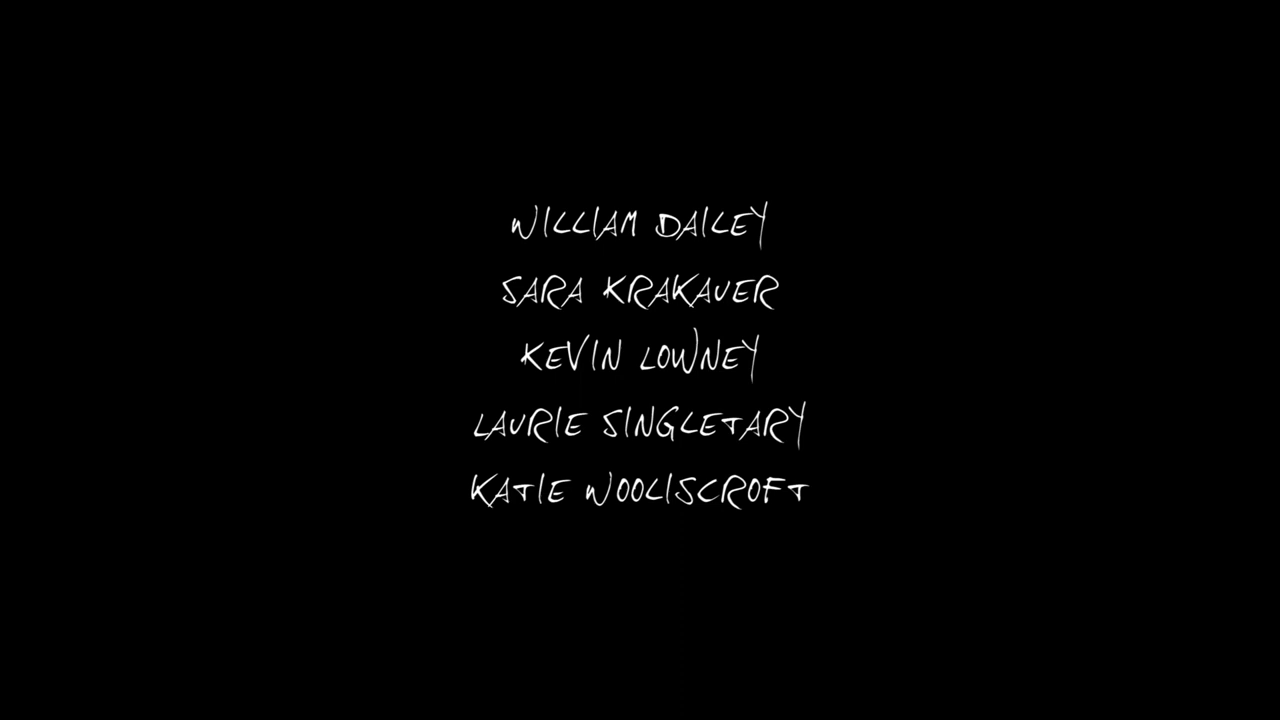 WILLIAM DAILEY
SARA KRAKAUER
KEVIN LOWNEY
LAURIE SINGLETARY
KATIE WOOLISCROFT